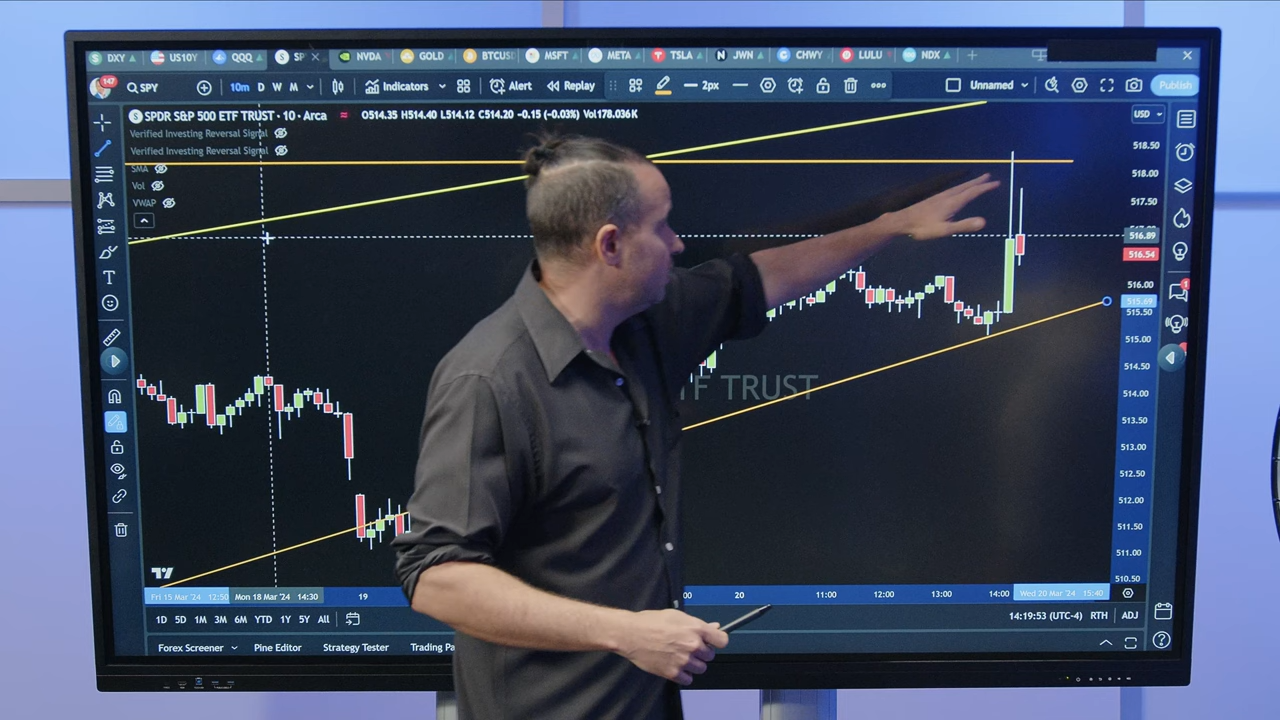 DXY US10Y QQQ SP NVDA GOLD BTCUS MSFT META TSLA JWN CHWY LULU NDX
147 SPY 10m D W M Indicators Alert Replay 2px Unnamed Publish
SPDR S&P 500 ETF TRUST · 10 · Arca O514.35 H514.40 L514.12 C514.20 −0.15 (−0.03%) Vol178.036K USD
Verified Investing Reversal Signal
Verified Investing Reversal Signal
SMA
Vol
VWAP
518.50
518.00
517.50
516.89
516.54
516.00
515.69
515.50
515.00
514.50
514.00
513.50
513.00
512.50
512.00
511.50
511.00
510.50
TF TRUST
Fri 15 Mar '24 12:50 Mon 18 Mar '24 14:30 19 00 20 11:00 12:00 13:00 14:00 Wed 20 Mar '24 15:40
1D 5D 1M 3M 6M YTD 1Y 5Y All 14:19:53 (UTC-4) RTH ADJ
Forex Screener Pine Editor Strategy Tester Trading Pa